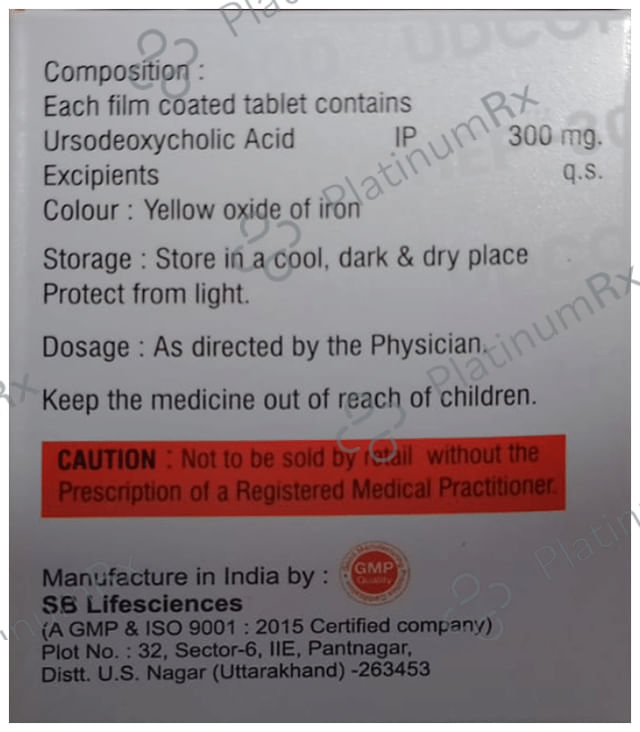 Composition :
Each film coated tablet contains
Ursodeoxycholic Acid IP 300 mg.
Excipients q.s.
Colour : Yellow oxide of iron
Storage : Store in a cool, dark & dry place
Protect from light.
Dosage : As directed by the Physician.
Keep the medicine out of reach of children.
CAUTION : Not to be sold by retail without the
Prescription of a Registered Medical Practitioner.
GMP
Quality
Manufacture in India by :
SB Lifesciences
(A GMP & ISO 9001 : 2015 Certified company)
Plot No. : 32, Sector-6, IIE, Pantnagar,
Distt. U.S. Nagar (Uttarakhand) -263453
PlatinumRx
PlatinumRx